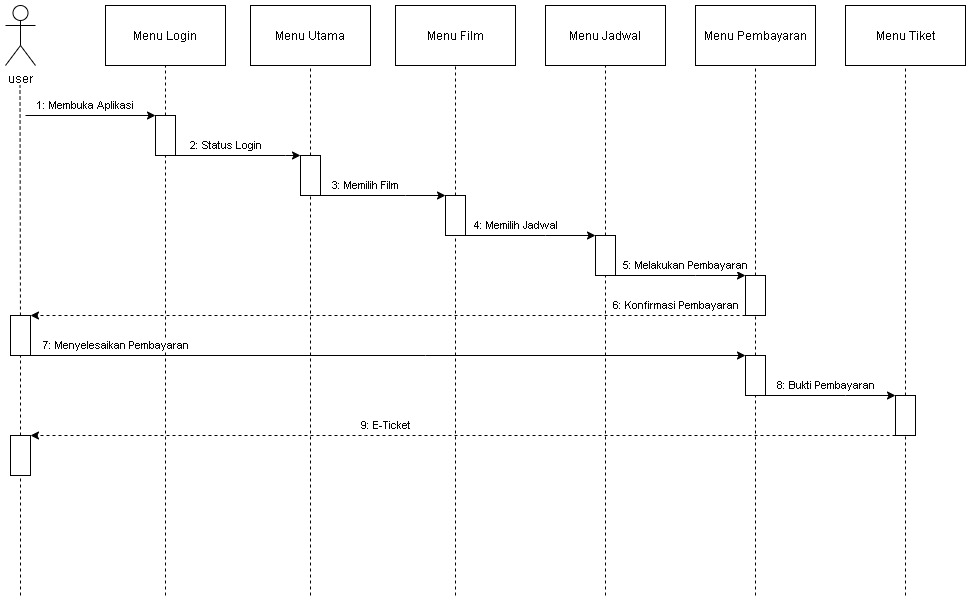 Menu Login
Menu Utama
Menu Film
Menu Jadwal
Menu Pembayaran
Menu Tiket
user
1: Membuka Aplikasi
2: Status Login
3: Memilih Film
4: Memilih Jadwal
5: Melakukan Pembayaran
6: Konfirmasi Pembayaran
7: Menyelesaikan Pembayaran
8: Bukti Pembayaran
9: E-Ticket